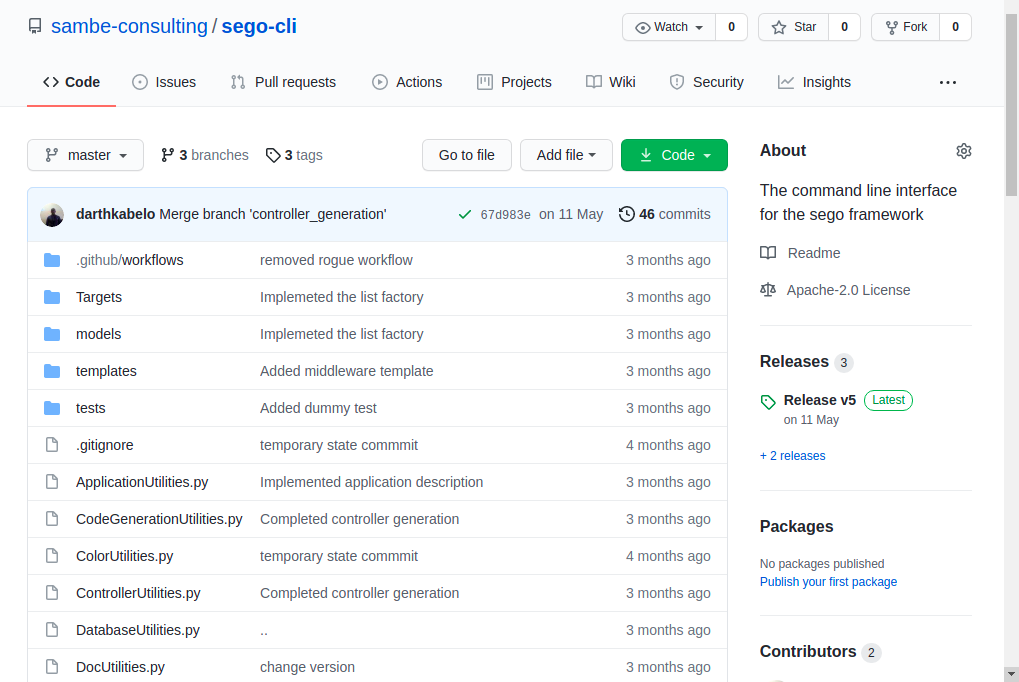 sambe-consulting / sego-cli
Watch 0 Star 0 Fork 0
Code Issues Pull requests Actions Projects Wiki Security Insights ...
master 3 branches 3 tags Go to file Add file Code
darthkabelo Merge branch 'controller_generation' 67d983e on 11 May 46 commits
.github/workflows removed rogue workflow 3 months ago
Targets Implemeted the list factory 3 months ago
models Implemeted the list factory 3 months ago
templates Added middleware template 3 months ago
tests Added dummy test 3 months ago
.gitignore temporary state commmit 4 months ago
ApplicationUtilities.py Implemented application description 3 months ago
CodeGenerationUtilities.py Completed controller generation 3 months ago
ColorUtilities.py temporary state commmit 4 months ago
ControllerUtilities.py Completed controller generation 3 months ago
DatabaseUtilities.py .. 3 months ago
DocUtilities.py change version 3 months ago
About
The command line interface
for the sego framework
Readme
Apache-2.0 License
Releases 3
Release v5 Latest
on 11 May
+ 2 releases
Packages
No packages published
Publish your first package
Contributors 2